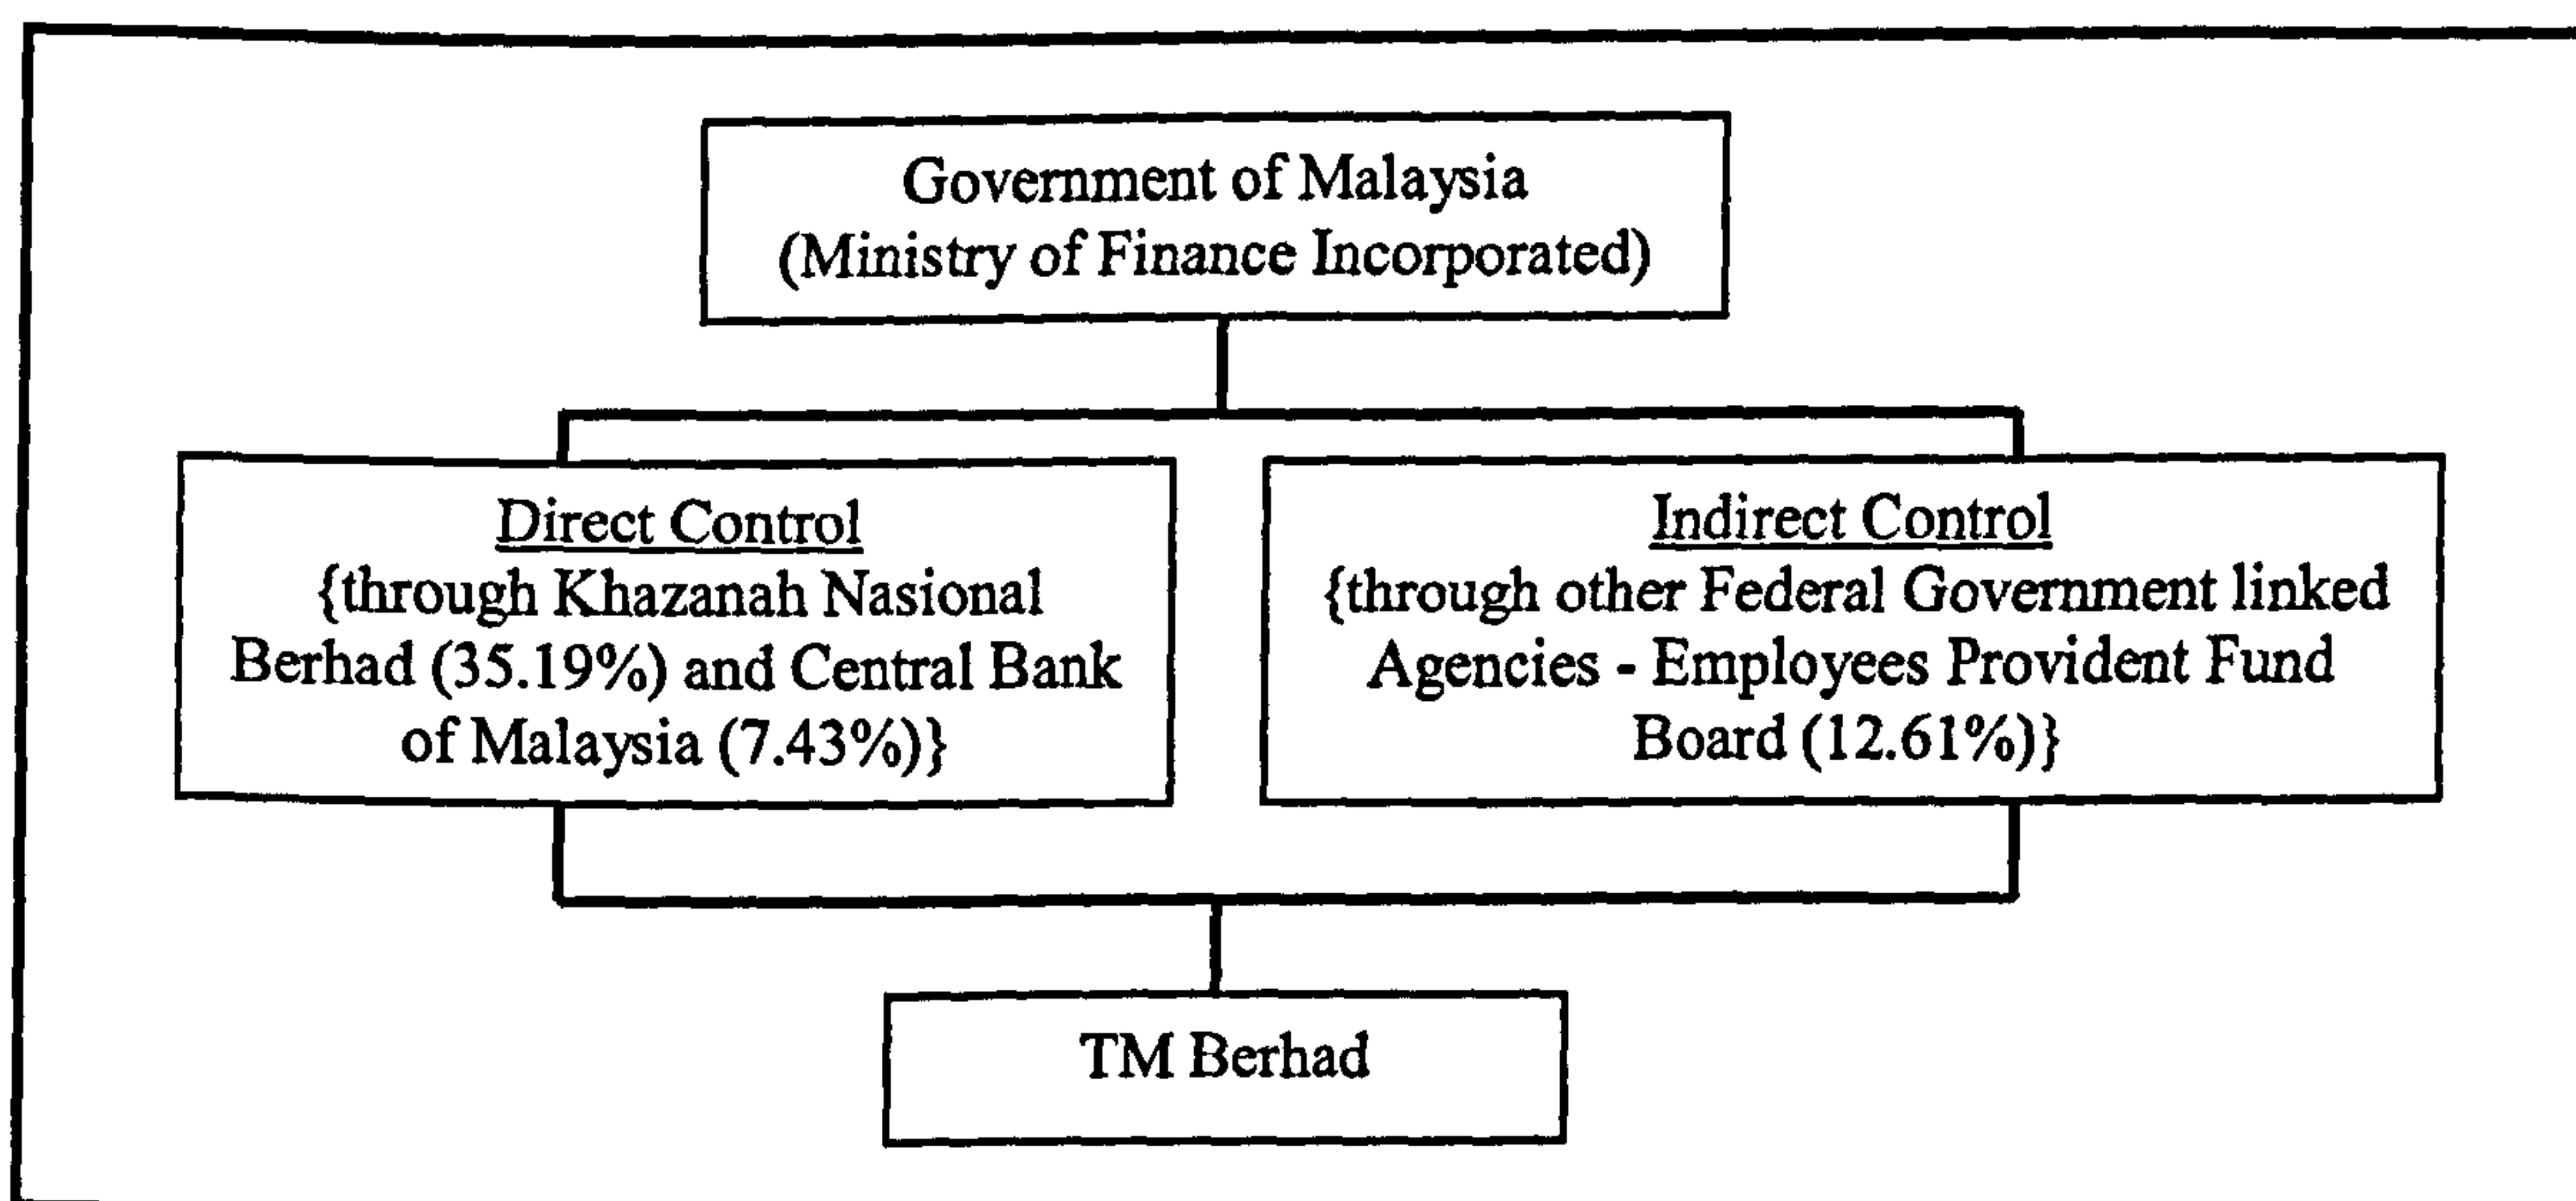 Government of Malaysia
(Ministry of Finance Incorporated)
Direct Control
{through Khazanah Nasional
Berhad (35.19%) and Central Bank
of Malaysia (7.43%)}
Indirect Control
{through other Federal Government linked
Agencies - Employees Provident Fund
Board (12.61%)}
TM Berhad